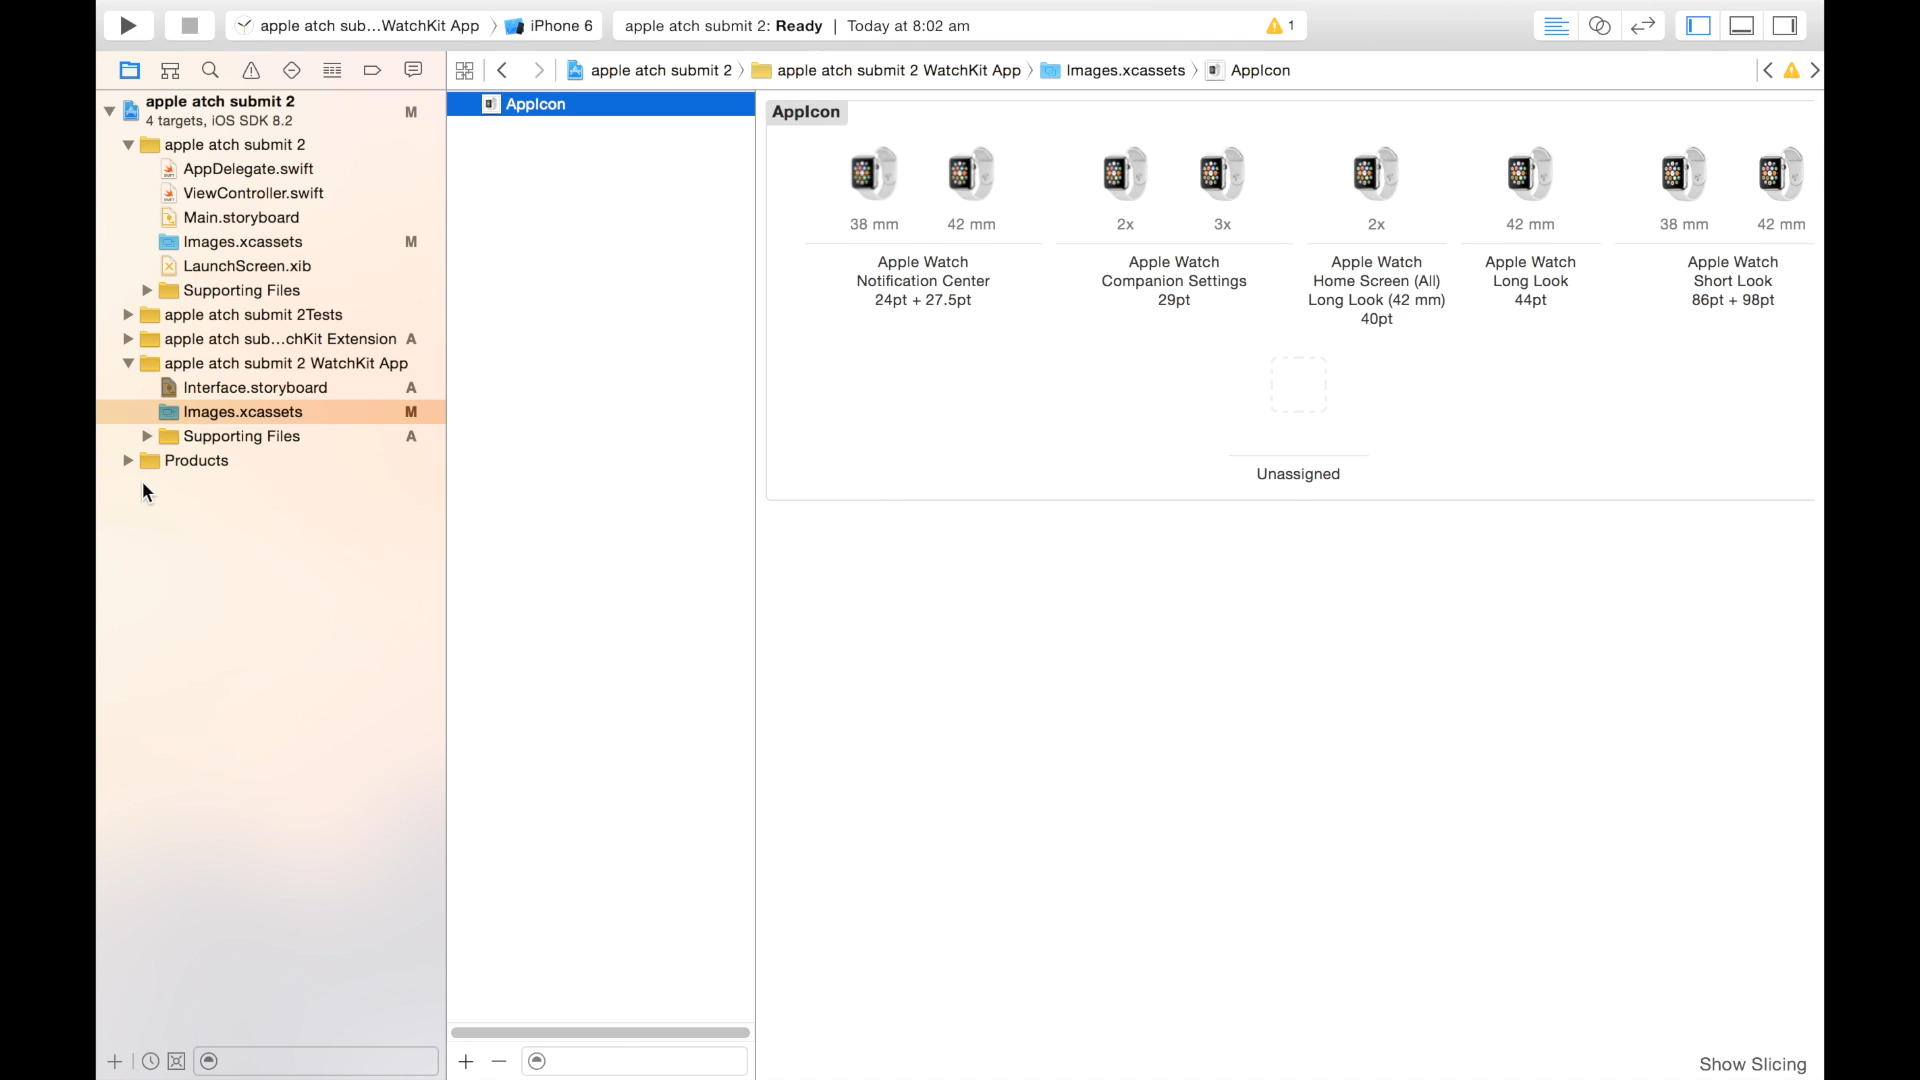 apple atch sub...WatchKit App
iPhone 6
apple atch submit 2: Ready | Today at 8:02 am
1
apple atch submit 2
apple atch submit 2 WatchKit App
Images.xcassets
AppIcon
apple atch submit 2
M
4 targets, iOS SDK 8.2
apple atch submit 2
AppDelegate.swift
ViewController.swift
Main.storyboard
Images.xcassets
M
LaunchScreen.xib
Supporting Files
apple atch submit 2Tests
apple atch sub...chKit Extension
A
apple atch submit 2 WatchKit App
Interface.storyboard
A
Images.xcassets
M
Supporting Files
A
Products
AppIcon
AppIcon
38 mm
42 mm
2x
3x
2x
42 mm
38 mm
42 mm
Apple Watch
Notification Center
24pt + 27.5pt
Apple Watch
Companion Settings
29pt
Apple Watch
Home Screen (All)
Long Look (42 mm)
40pt
Apple Watch
Long Look
44pt
Apple Watch
Short Look
86pt + 98pt
Unassigned
Show Slicing